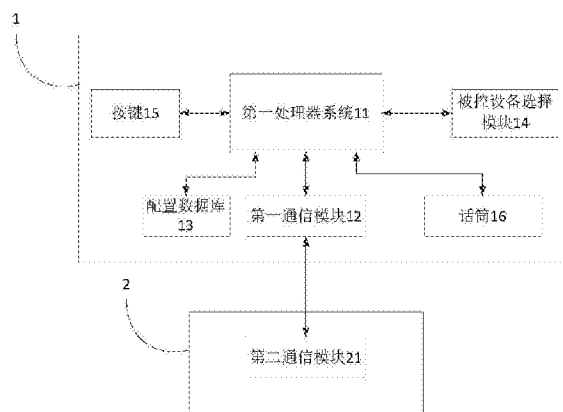 1
按键15
第一处理器系统11
被控设备选择
模块14
配置数据库
13
第一通信模块12
话筒16
2
第二通信模块21